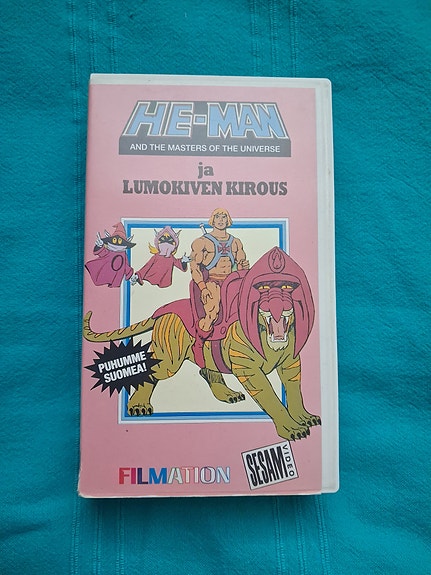 HE-MAN
AND THE MASTERS OF THE UNIVERSE
ja
LUMOKIVEN KIROUS
O
PUHUMME
SUOMEA!
FILMATION
SESAM
VIDEO